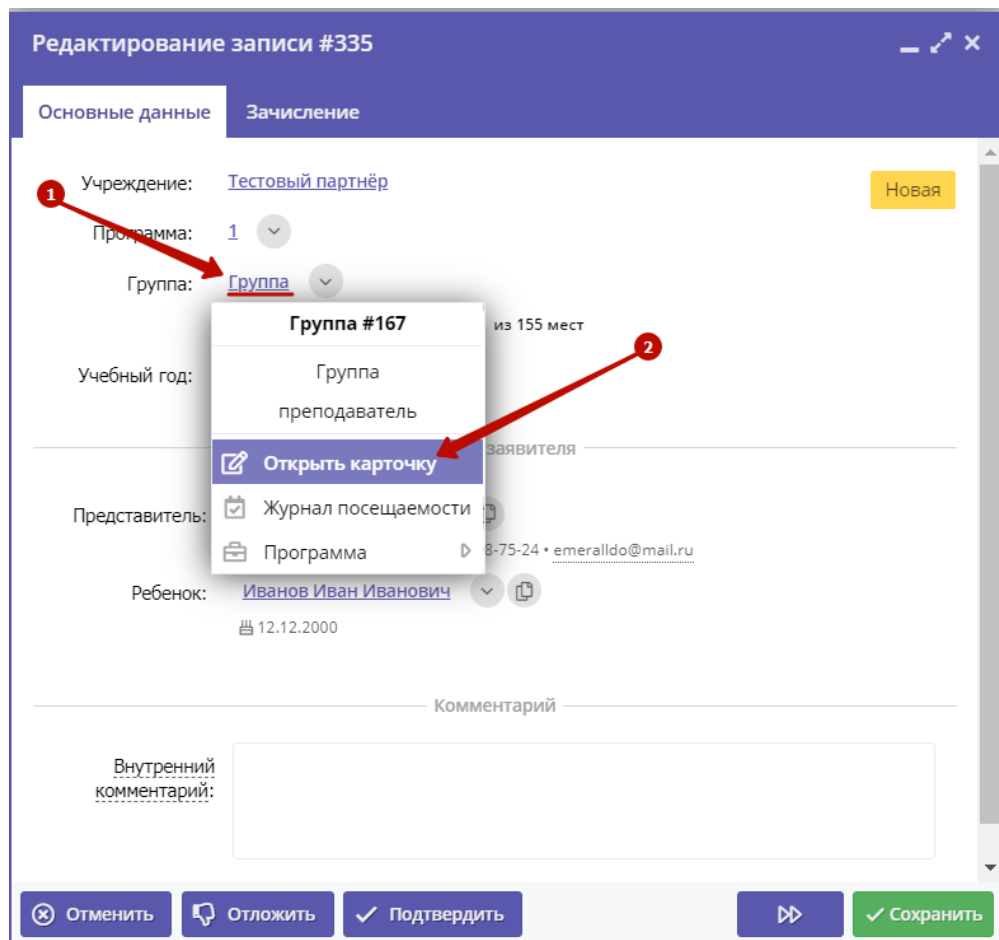 Редактирование записи #335
Основные данные Зачисление
Учреждение: Тестовый партнёр
Новая
1
Программа: 1
Группа: Группа
Группа #167
из 155 мест
2
Учебный год:
Группа
преподаватель
заявителя
Открыть карточку
Представитель:
Журнал посещаемости
Программа
8-75-24 • emeralldo@mail.ru
Ребенок: Иванов Иван Иванович
12.12.2000
Комментарий
Внутренний
комментарий:
Отменить Отложить Подтвердить Сохранить